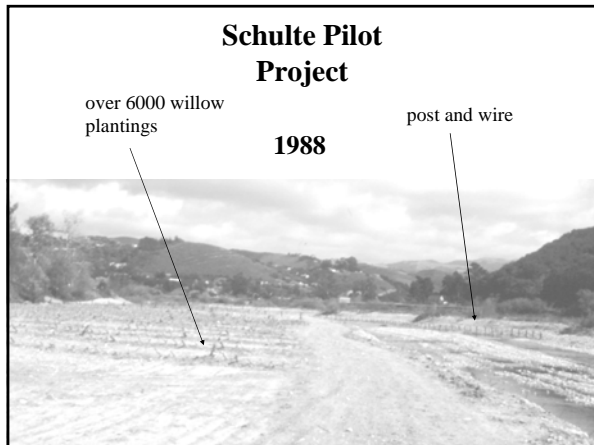 Schulte Pilot
Project
over 6000 willow
plantings
post and wire
1988